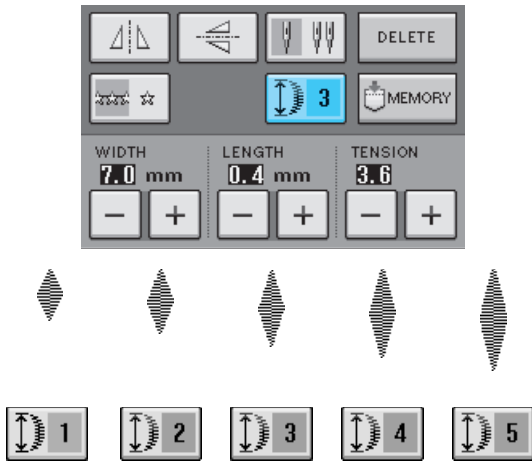 DELETE
3 MEMORY
WIDTH LENGTH TENSION
7.0 mm 0.4 mm 3.6
− + − + − +
1 2 3 4 5